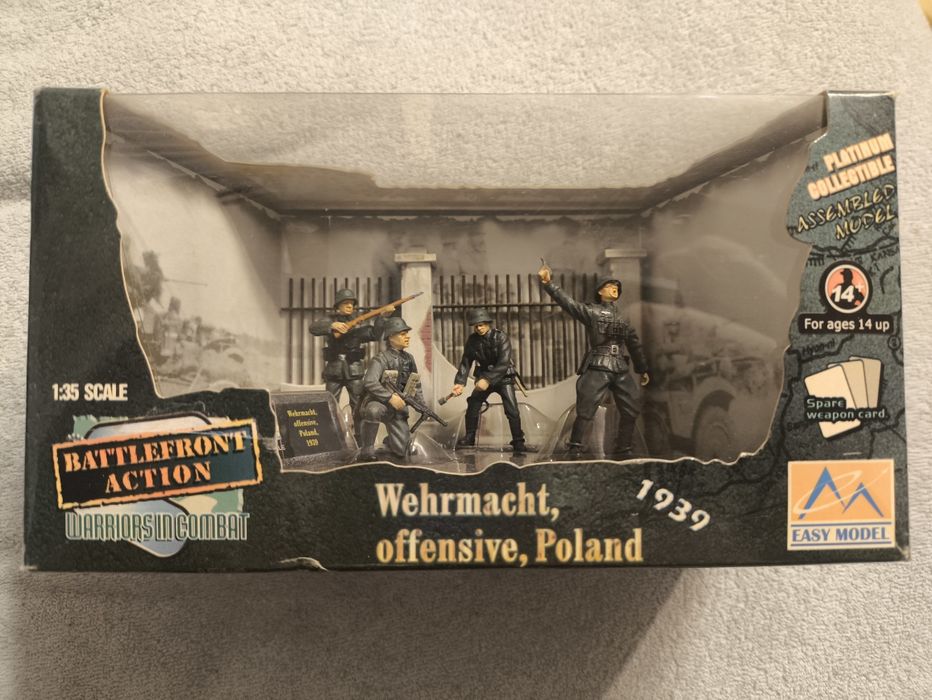 PLATINUM
COLLECTIBLE
ASSEMBLED
MODEL
14+
For ages 14 up
Spare
weapon card.
1:35 SCALE
BATTLEFRONT
ACTION
WARRIORS IN COMBAT
Wehrmacht,
offensive,
Poland,
1939
Wehrmacht,
offensive, Poland
1939
EASY MODEL